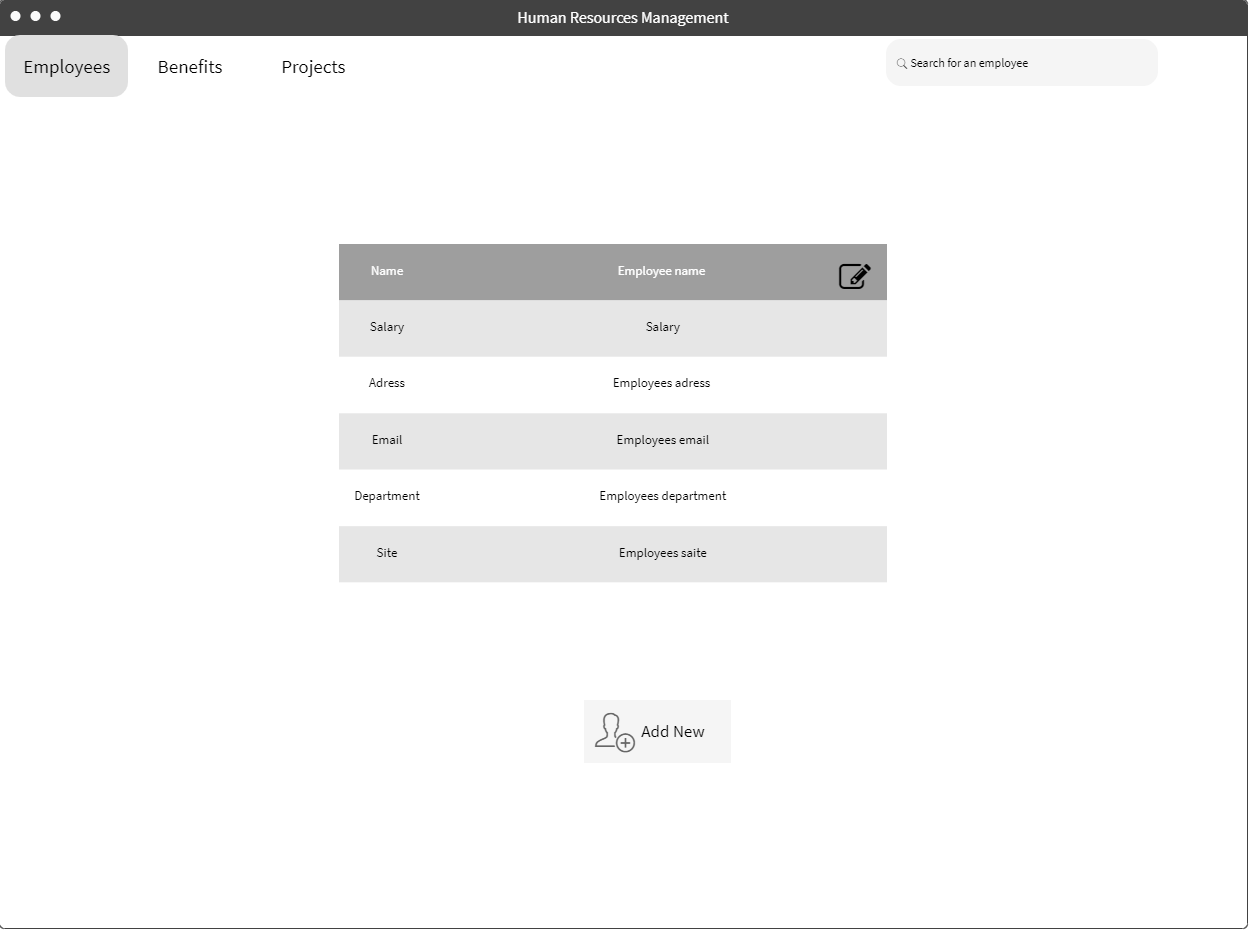 Human Resources Management
Employees Benefits Projects Search for an employee
Name Employee name
Salary Salary
Adress Employees adress
Email Employees email
Department Employees department
Site Employees saite
Add New